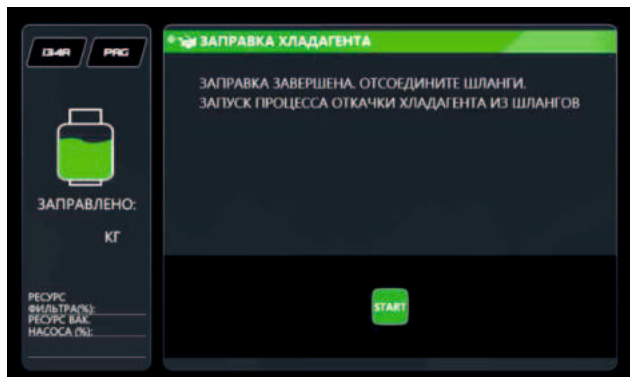 134A PAG
ЗАПРАВКА ХЛАДАГЕНТА
ЗАПРАВКА ЗАВЕРШЕНА. ОТСОЕДИНИТЕ ШЛАНГИ.
ЗАПУСК ПРОЦЕССА ОТКАЧКИ ХЛАДАГЕНТА ИЗ ШЛАНГОВ
ЗАПРАВЛЕНО:
КГ
РЕСУРС
ФИЛЬТРА(%):
РЕСУРС ВАК.
НАСОСА (%):
START